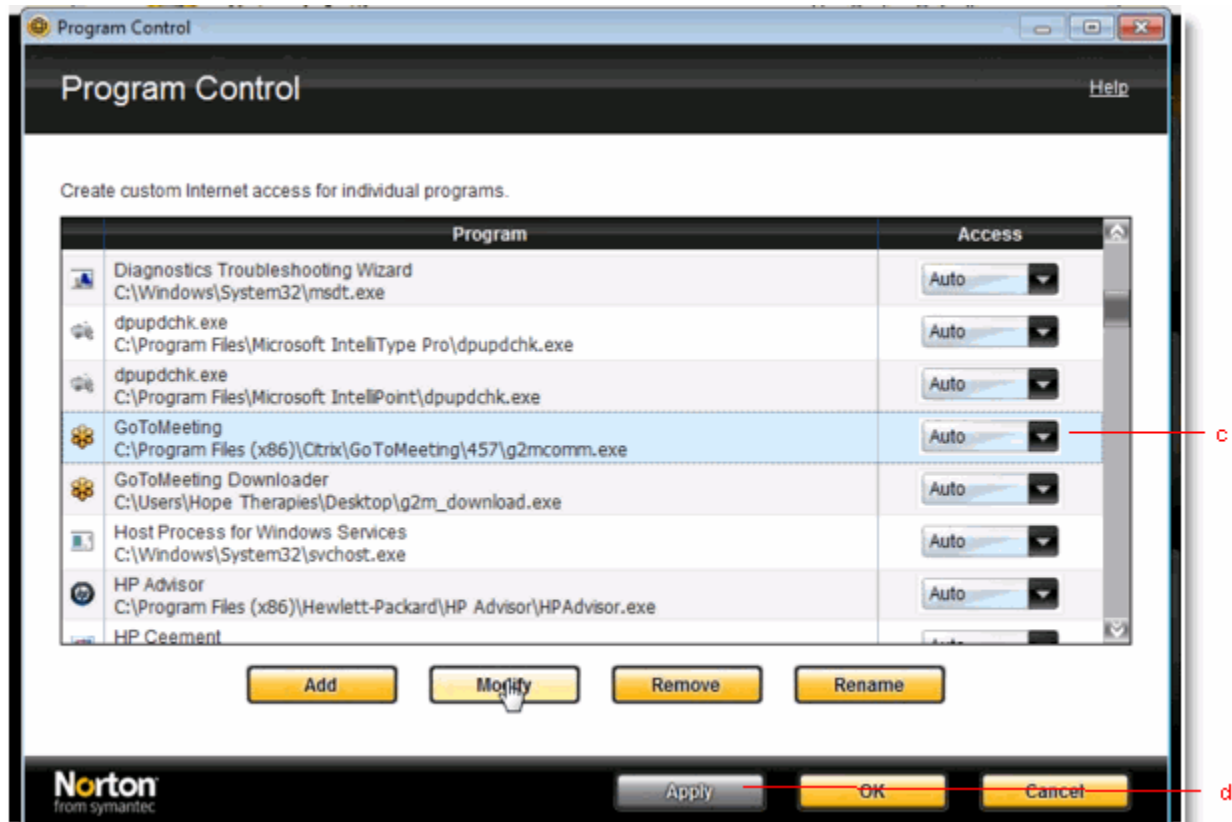 Program Control
Program Control
Help
Create custom Internet access for individual programs.
Program Access
Diagnostics Troubleshooting Wizard
C:\Windows\System32\msdt.exe
Auto
dpupdchk.exe
C:\Program Files\Microsoft IntelliType Pro\dpupdchk.exe
Auto
dpupdchk.exe
C:\Program Files\Microsoft IntelliPoint\dpupdchk.exe
Auto
GoToMeeting
C:\Program Files (x86)\Citrix\GoToMeeting\457\g2mcomm.exe
Auto
c
GoToMeeting Downloader
C:\Users\Hope Therapies\Desktop\g2m_download.exe
Auto
Host Process for Windows Services
C:\Windows\System32\svchost.exe
Auto
HP Advisor
C:\Program Files (x86)\Hewlett-Packard\HP Advisor\HPAdvisor.exe
Auto
HP Ceement
Add Modify Remove Rename
Norton
from symantec
Apply OK Cancel
d